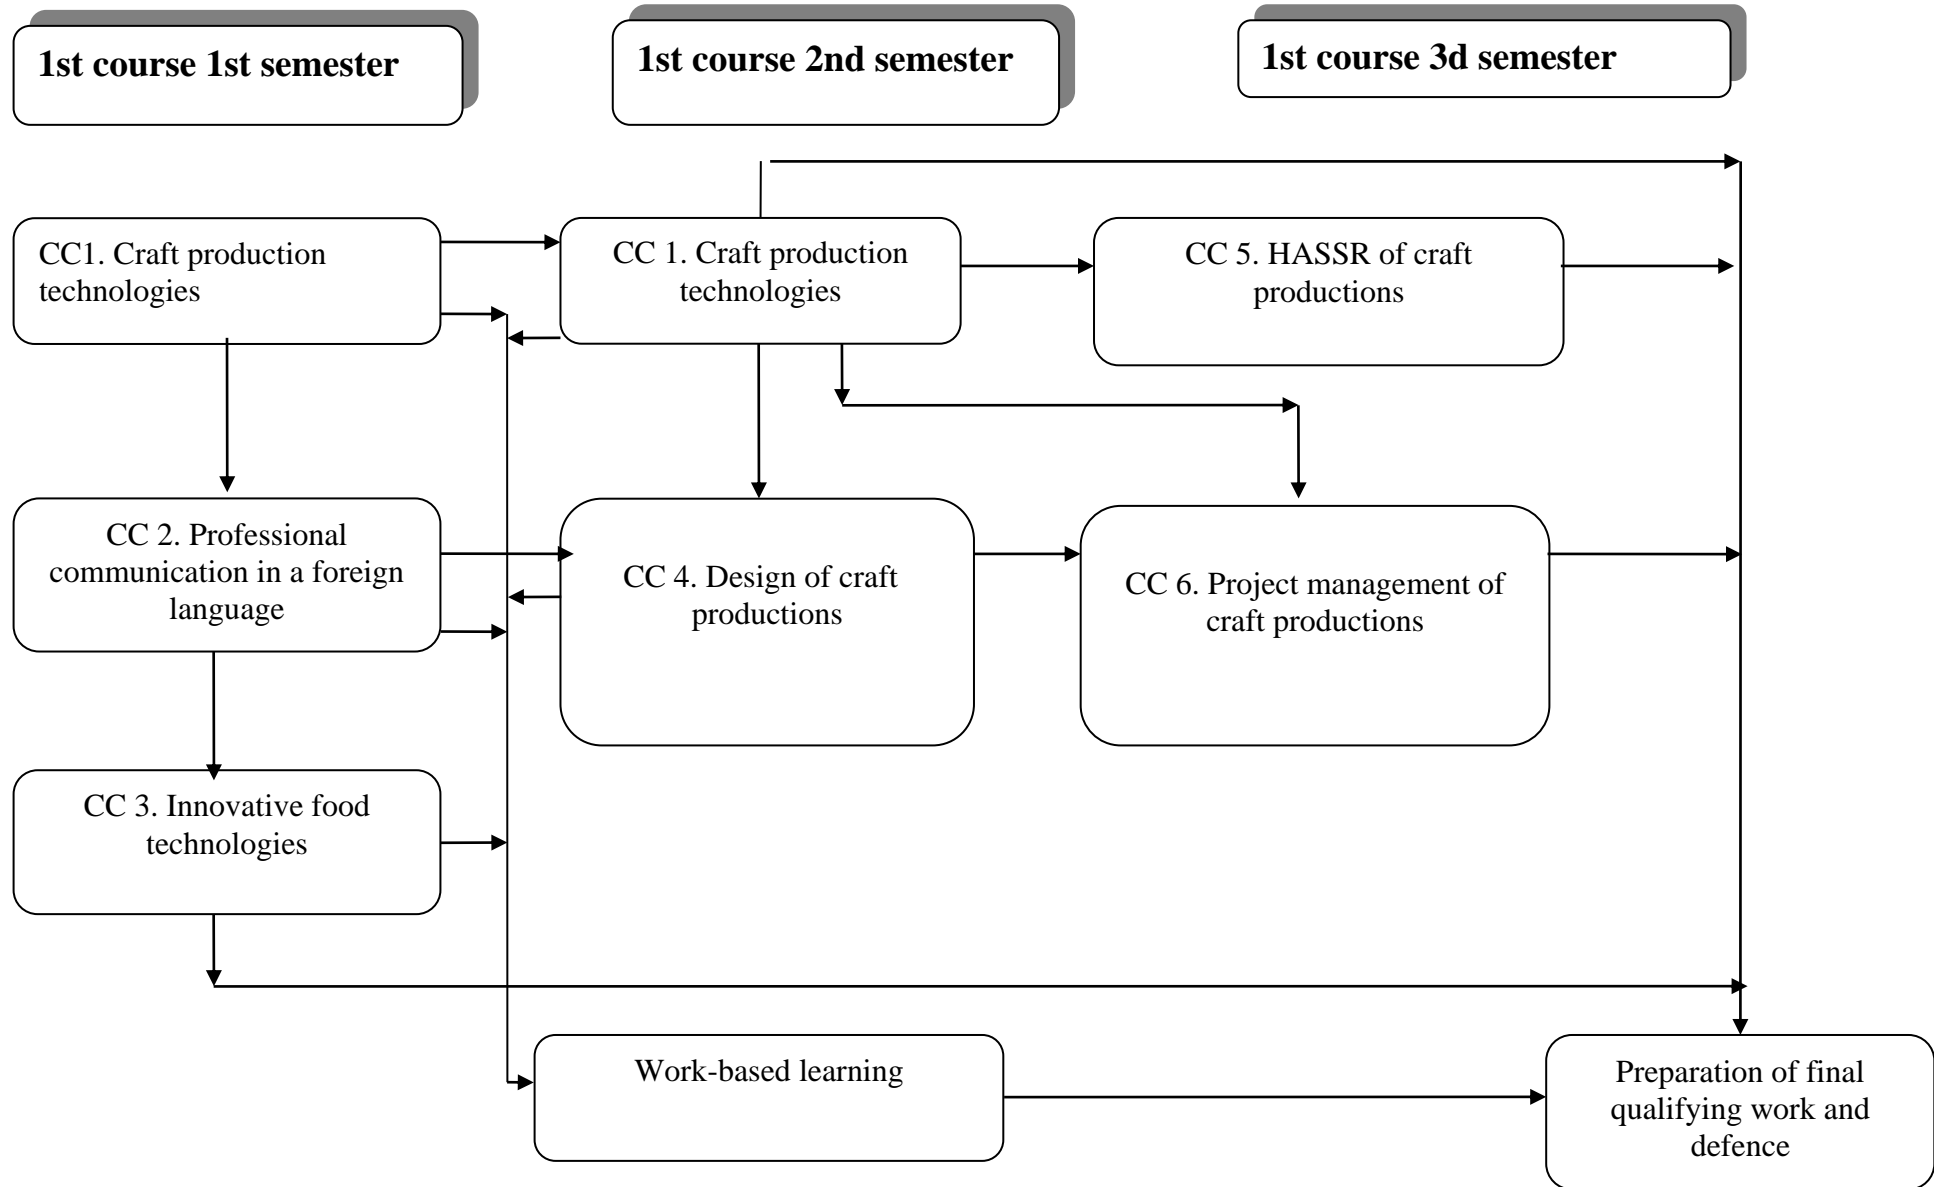 1st course 1st semester
1st course 2nd semester
1st course 3d semester
CC1. Craft production
technologies
CC 1. Craft production
technologies
CC 5. HASSR of craft
productions
CC 2. Professional
communication in a foreign
language
CC 4. Design of craft
productions
CC 6. Project management of
craft productions
CC 3. Innovative food
technologies
Work-based learning
Preparation of final
qualifying work and
defence